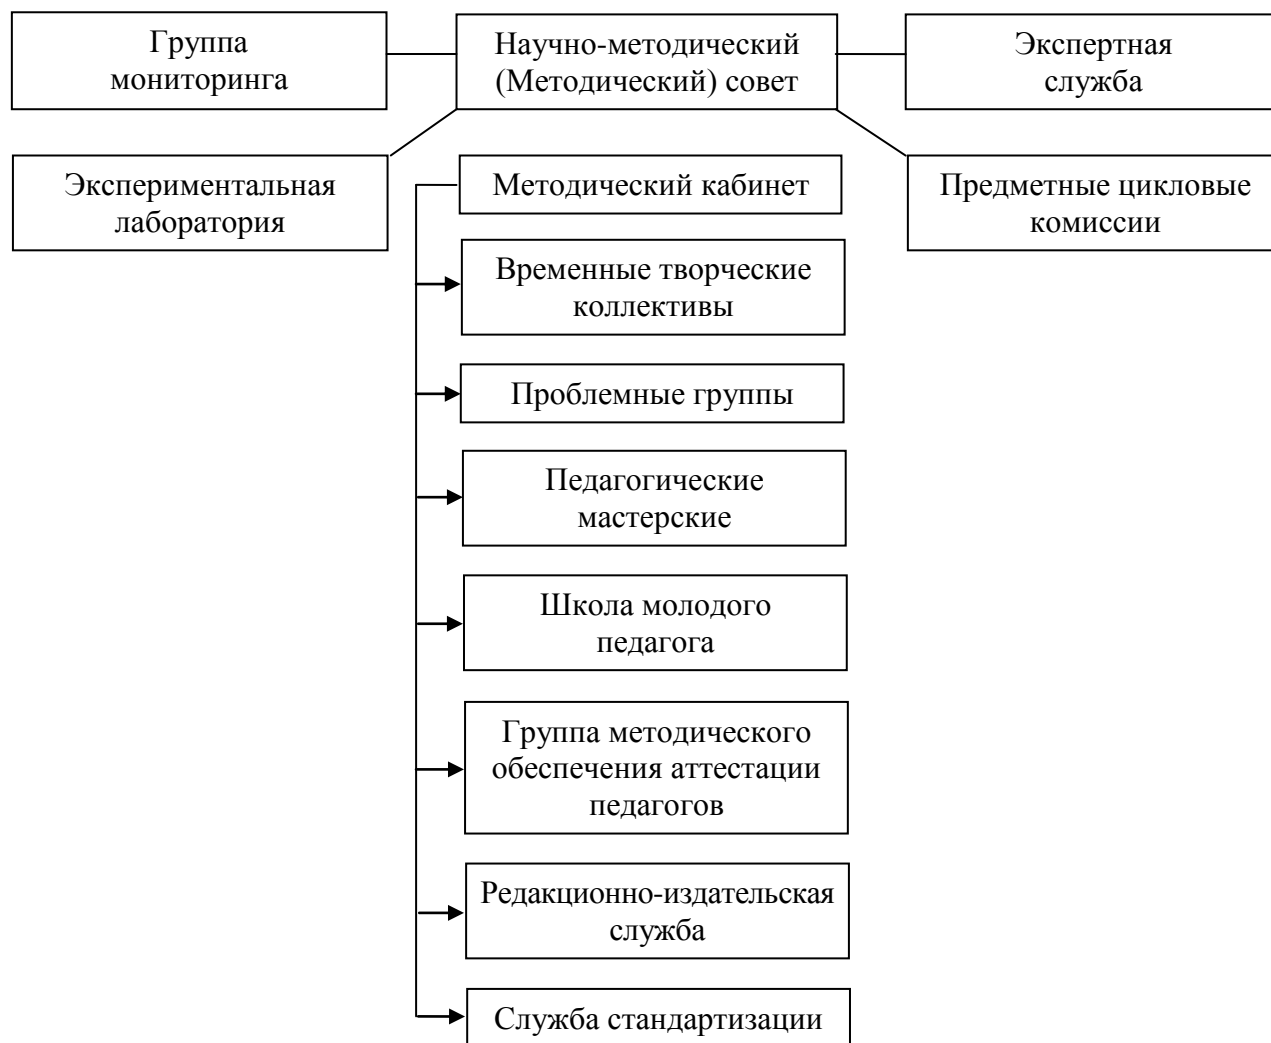 Группа
мониторинга
Научно-методический
(Методический) совет
Экспертная
служба
Экспериментальная
лаборатория
Методический кабинет
Предметные цикловые
комиссии
Временные творческие
коллективы
Проблемные группы
Педагогические
мастерские
Школа молодого
педагога
Группа методического
обеспечения аттестации
педагогов
Редакционно-издательская
служба
Служба стандартизации